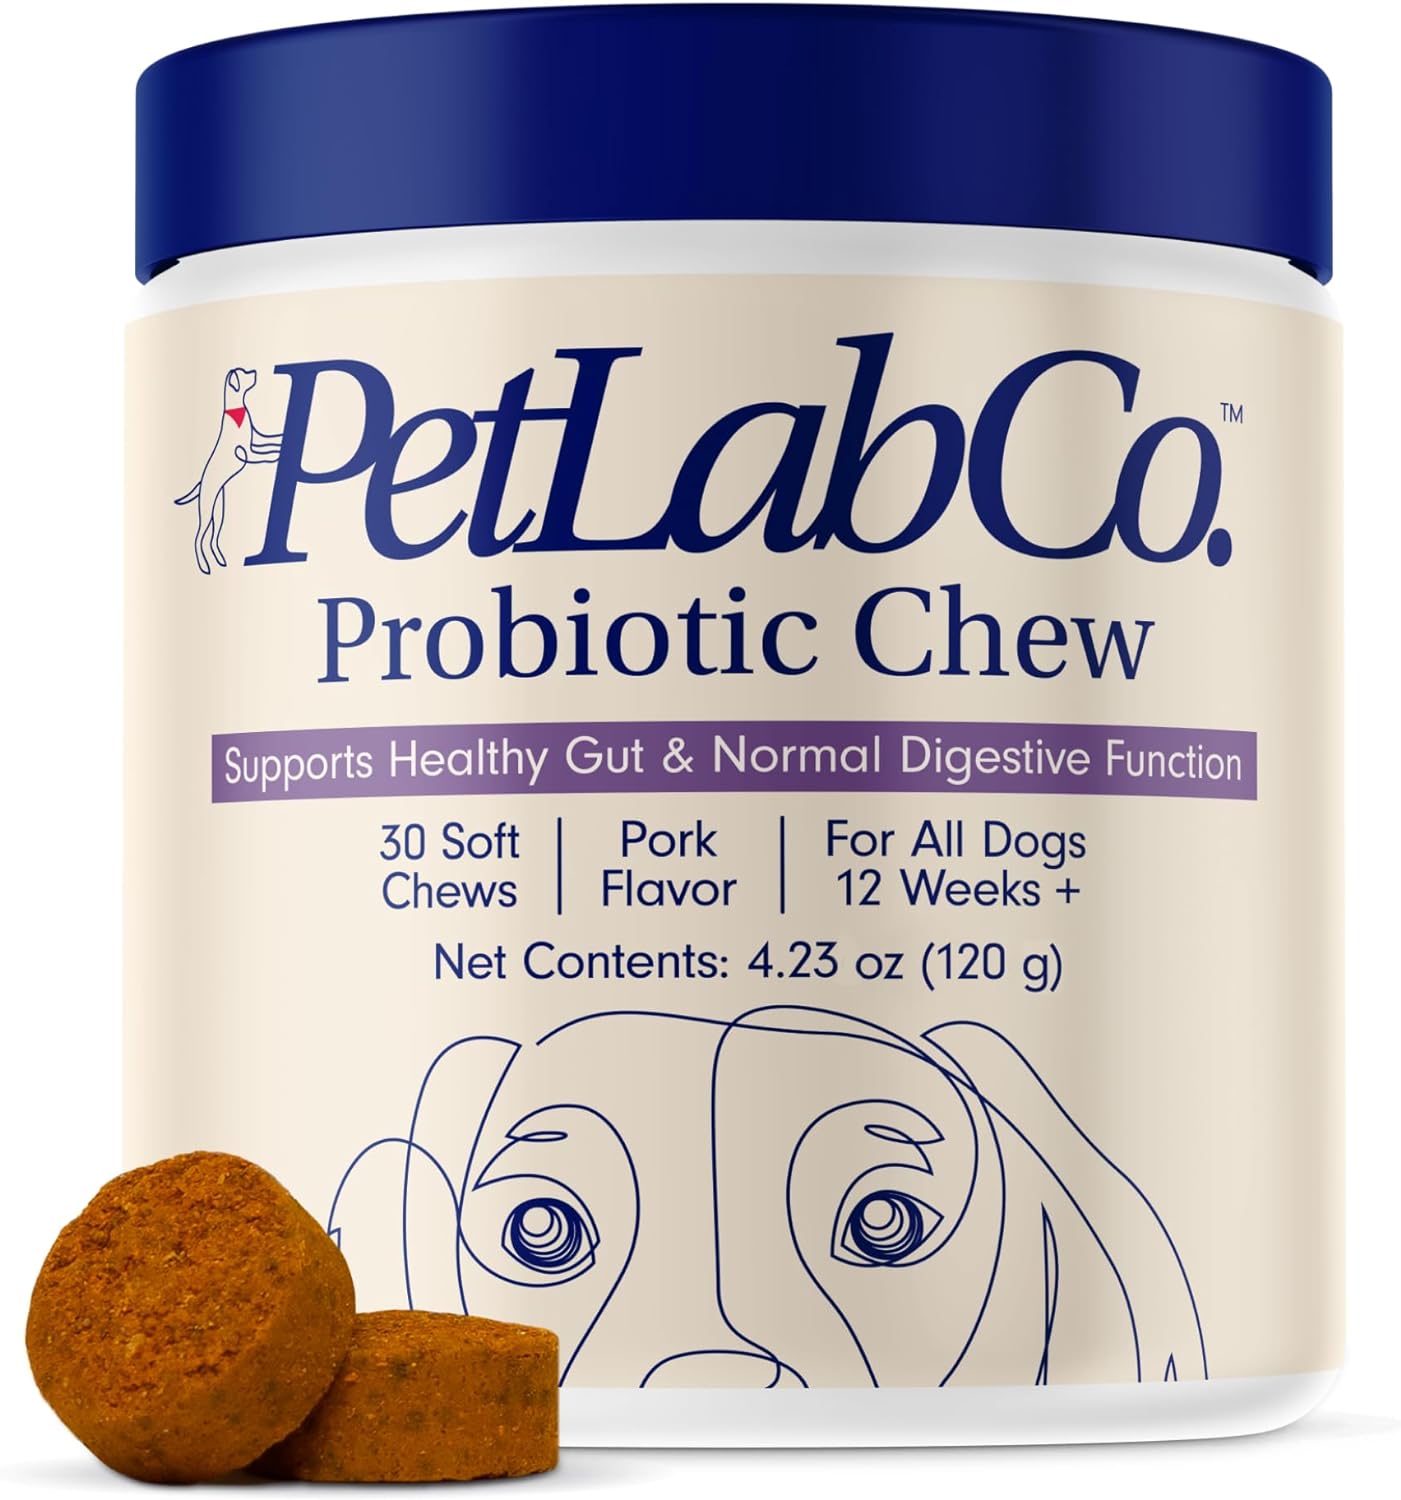 PetLabCo.™
Probiotic Chew
Supports Healthy Gut & Normal Digestive Function
30 Soft
Chews
Pork
Flavor
For All Dogs
12 Weeks +
Net Contents: 4.23 oz (120 g)